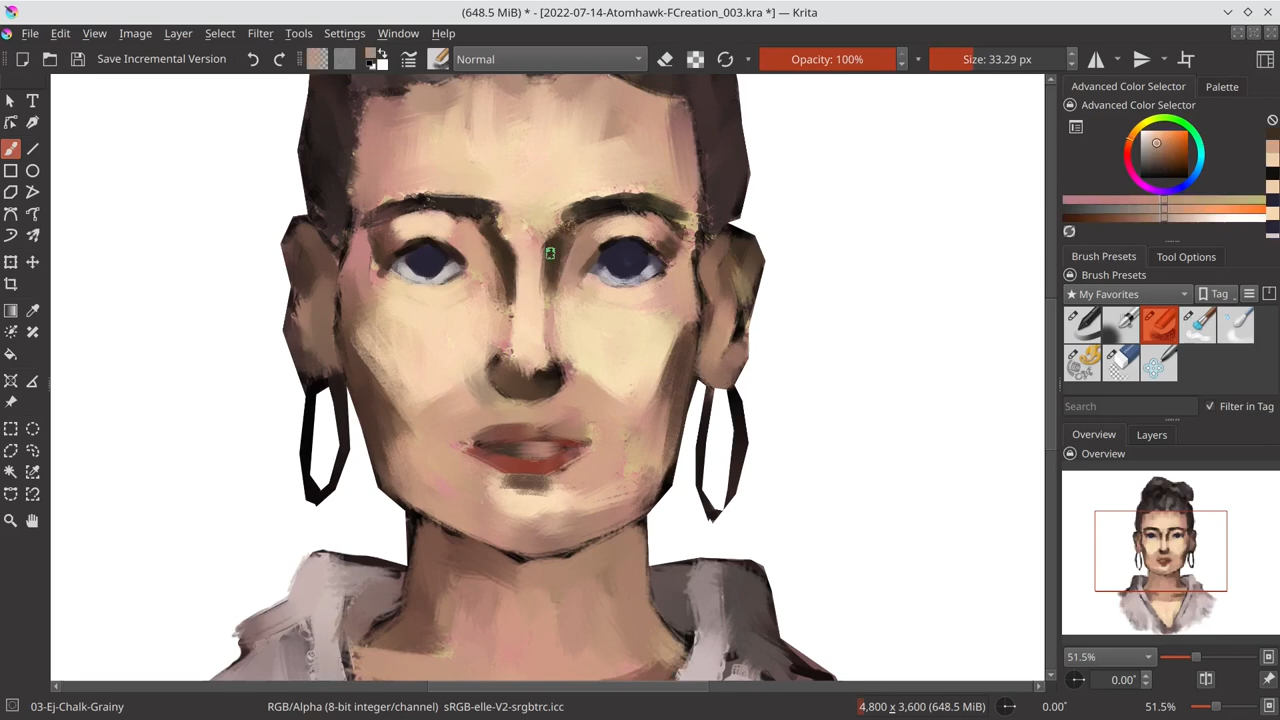 (648.5 MiB) * - [2022-07-14-Atomhawk-FCreation_003.kra *] — Krita
File Edit View Image Layer Select Filter Tools Settings Window Help
Save Incremental Version Normal Opacity: 100% Size: 33.29 px
Advanced Color Selector Palette
Advanced Color Selector
Brush Presets Tool Options
Brush Presets
★ My Favorites Tag
Search Filter in Tag
Overview Layers
Overview
51.5%
0.00°
03-Ej-Chalk-Grainy RGB/Alpha (8-bit integer/channel) sRGB-elle-V2-srgbtrc.icc 4,800 x 3,600 (648.5 MiB) 0.00° 51.5%